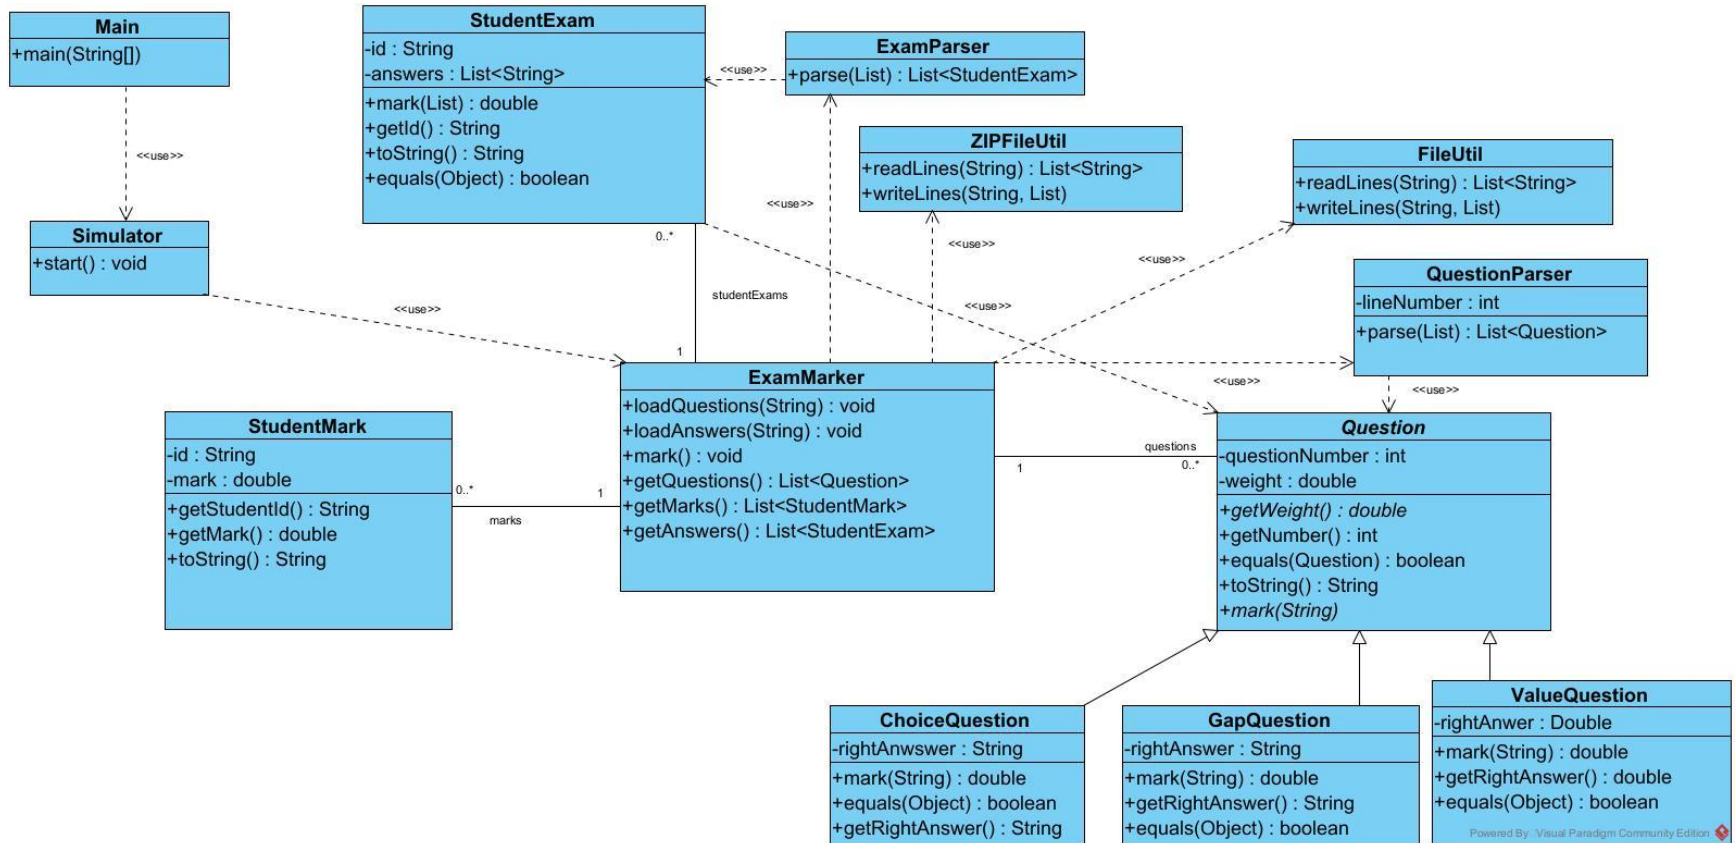 Main
+main(String[])
<<use>>
Simulator
+start() : void
<<use>>
StudentExam
-id : String
-answers : List<String>
+mark(List) : double
+getId() : String
+toString() : String
+equals(Object) : boolean
<<use>>
ExamParser
+parse(List) : List<StudentExam>
<<use>>
ZIPFileUtil
+readLines(String) : List<String>
+writeLines(String, List)
<<use>>
FileUtil
+readLines(String) : List<String>
+writeLines(String, List)
<<use>>
0..*
studentExams
1
<<use>>
QuestionParser
-lineNumber : int
+parse(List) : List<Question>
<<use>>
<<use>>
ExamMarker
+loadQuestions(String) : void
+loadAnswers(String) : void
+mark() : void
+getQuestions() : List<Question>
+getMarks() : List<StudentMark>
+getAnswers() : List<StudentExam>
StudentMark
-id : String
-mark : double
+getStudentId() : String
+getMark() : double
+toString() : String
0..*
1
marks
questions
1
0..*
Question
-questionNumber : int
-weight : double
+getWeight() : double
+getNumber() : int
+equals(Question) : boolean
+toString() : String
+mark(String)
ChoiceQuestion
-rightAnwswer : String
+mark(String) : double
+equals(Object) : boolean
+getRightAnswer() : String
GapQuestion
-rightAnswer : String
+mark(String) : double
+getRightAnswer() : String
+equals(Object) : boolean
ValueQuestion
-rightAnwer : Double
+mark(String) : double
+getRightAnswer() : double
+equals(Object) : boolean
Powered By Visual Paradigm Community Edition